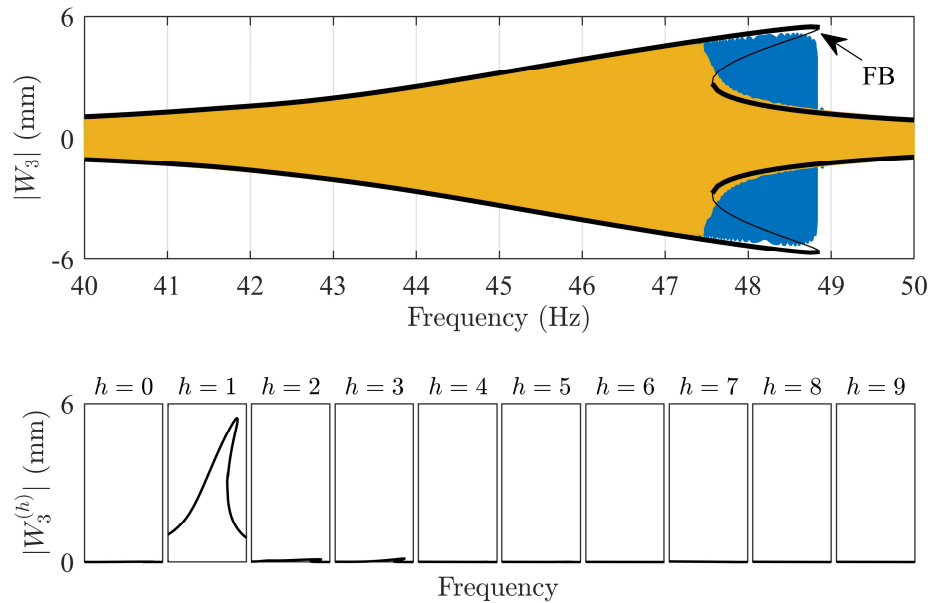 6
|W₃| (mm)
0
FB
-6
40 41 42 43 44 45 46 47 48 49 50
Frequency (Hz)
h = 0 h = 1 h = 2 h = 3 h = 4 h = 5 h = 6 h = 7 h = 8 h = 9
6
|W₃⁽ʰ⁾| (mm)
0
Frequency